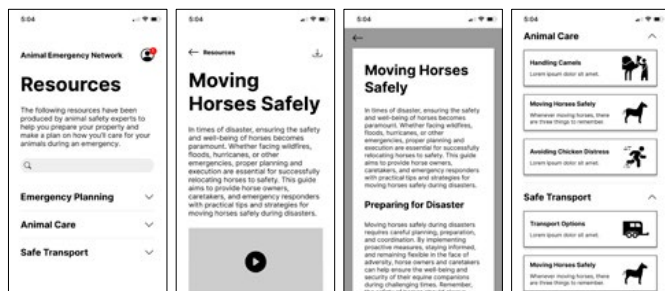 5:04
Animal Emergency Network
Resources
The following resources have been
produced by animal safety experts to
help you prepare your property and
make a plan on how you'll care for your
animals during an emergency.
Emergency Planning
Animal Care
Safe Transport
5:04
Resources
Moving
Horses Safely
In times of disaster, ensuring the safety
and well-being of horses becomes
paramount. Whether facing wildfires,
floods, hurricanes, or other
emergencies, proper planning and
execution are essential for successfully
relocating horses to safety. This guide
aims to provide horse owners,
caretakers, and emergency responders
with practical tips and strategies for
moving horses safely during disasters.
5:04
Moving Horses
Safely
In times of disaster, ensuring the safety
and well-being of horses becomes
paramount. Whether facing wildfires,
floods, hurricanes, or other
emergencies, proper planning and
execution are essential for successfully
relocating horses to safety. This guide
aims to provide horse owners,
caretakers, and emergency responders
with practical tips and strategies for
moving horses safely during disasters.
Preparing for Disaster
Moving horses safely during disasters
requires careful planning, preparation,
and coordination. By implementing
proactive measures, staying informed,
and remaining flexible in the face of
adversity, horse owners and caretakers
can help ensure the well-being and
security of their equine companions
during challenging times. Remember,
5:04
Animal Care
Handling Camels
Lorem ipsum dolor sit amet.
Moving Horses Safely
Whenever moving horses, there
are three things to remember.
Avoiding Chicken Distress
Lorem ipsum dolor sit amet.
Safe Transport
Transport Options
Lorem ipsum dolor sit amet.
Moving Horses Safely
Whenever moving horses, there
are three things to remember.